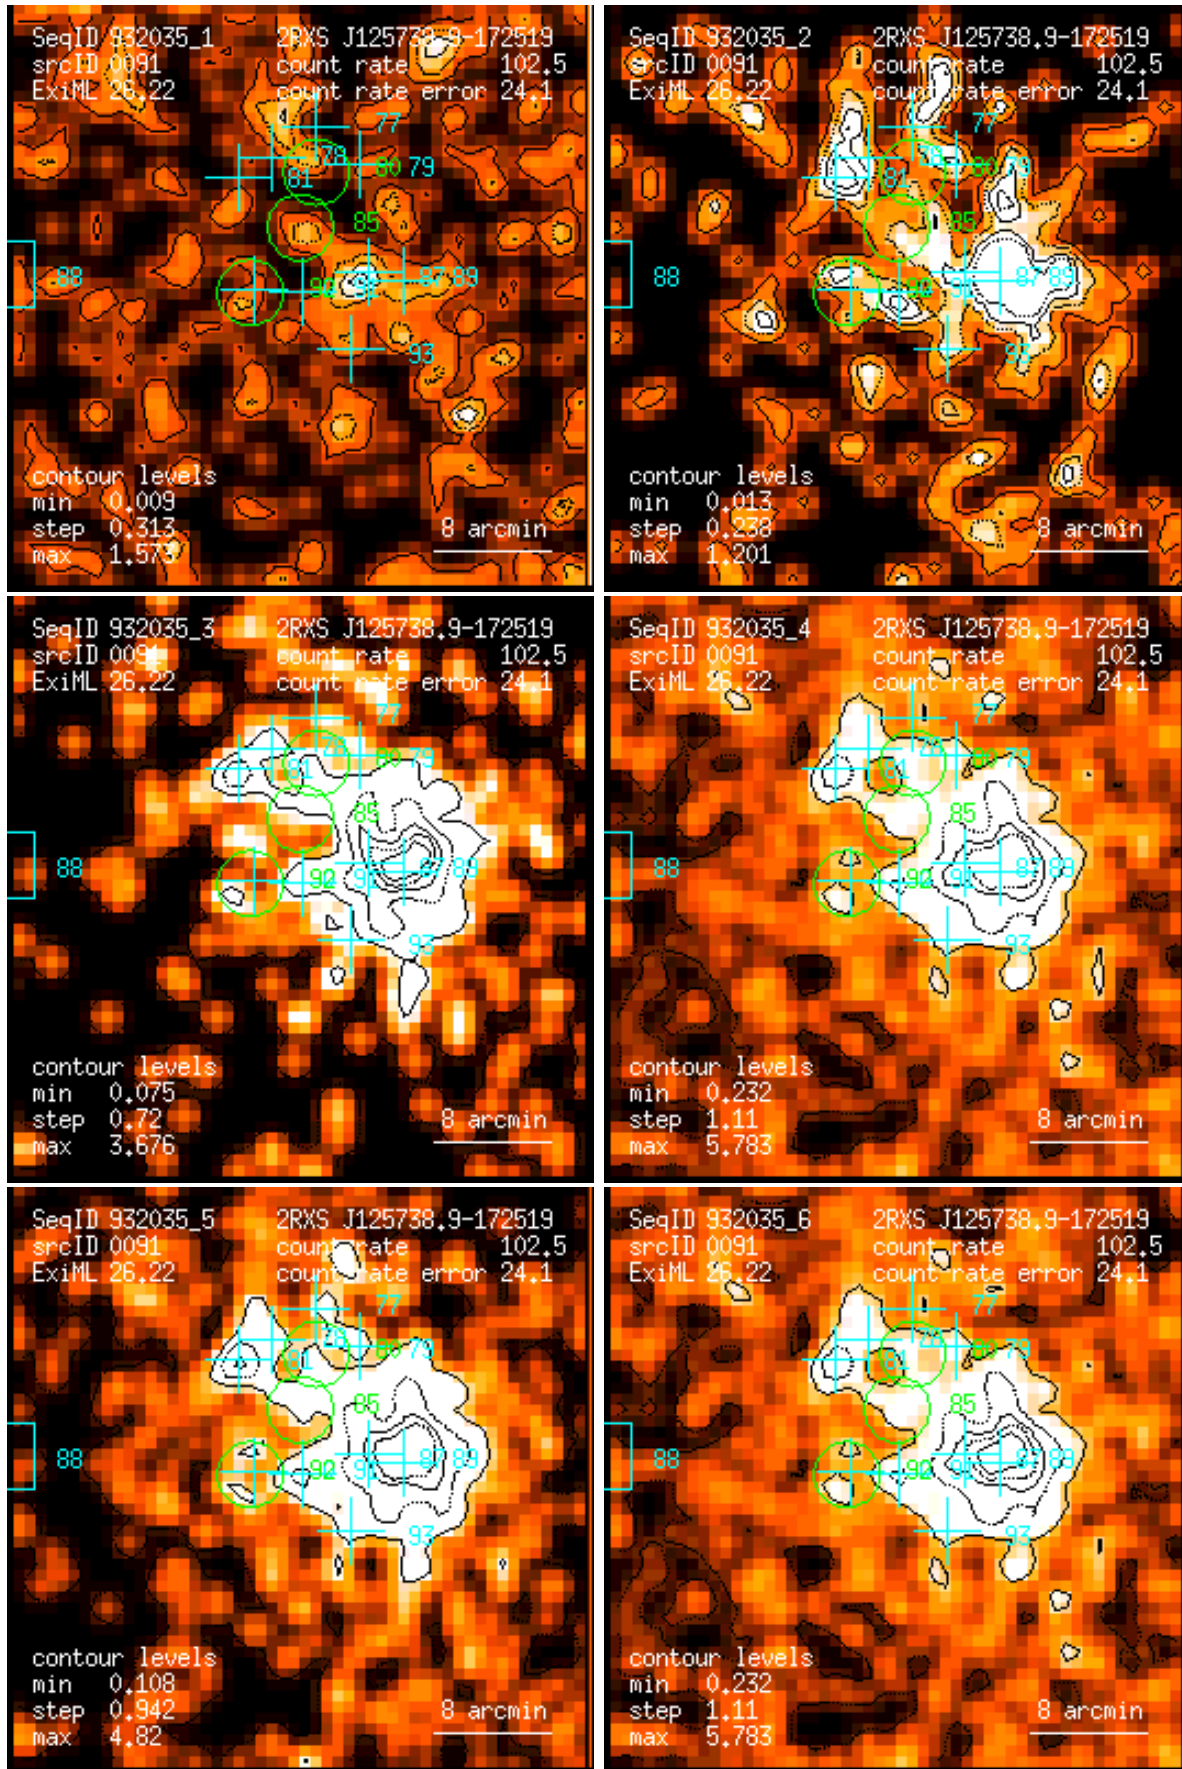 SeqID 932035_1 2RXS J125738.9-172519
srcID 0091 count rate 102.5
ExiML 26.22 count rate error 24.1
77
78
80 79
81
85
88
87 89
93
contour levels
min 0.009
step 0.313
max 1.573
8 arcmin
SeqID 932035_2 2RXS J125738.9-172519
srcID 0091 count rate 102.5
ExiML 26.22 count rate error 24.1
77
78
80 79
81
85
88
87 89
93
contour levels
min 0.013
step 0.238
max 1.201
8 arcmin
SeqID 932035_3 2RXS J125738.9-172519
srcID 0091 count rate 102.5
ExiML 26.22 count rate error 24.1
77
78
80 79
81
85
88
87 89
93
contour levels
min 0.075
step 0.72
max 3.676
8 arcmin
SeqID 932035_4 2RXS J125738.9-172519
srcID 0091 count rate 102.5
ExiML 26.22 count rate error 24.1
77
78
80 79
81
85
88
87 89
93
contour levels
min 0.232
step 1.11
max 5.783
8 arcmin
SeqID 932035_5 2RXS J125738.9-172519
srcID 0091 count rate 102.5
ExiML 26.22 count rate error 24.1
77
78
80 79
81
85
88
87 89
93
contour levels
min 0.108
step 0.942
max 4.82
8 arcmin
SeqID 932035_6 2RXS J125738.9-172519
srcID 0091 count rate 102.5
ExiML 26.22 count rate error 24.1
77
78
80 79
81
85
88
87 89
93
contour levels
min 0.232
step 1.11
max 5.783
8 arcmin